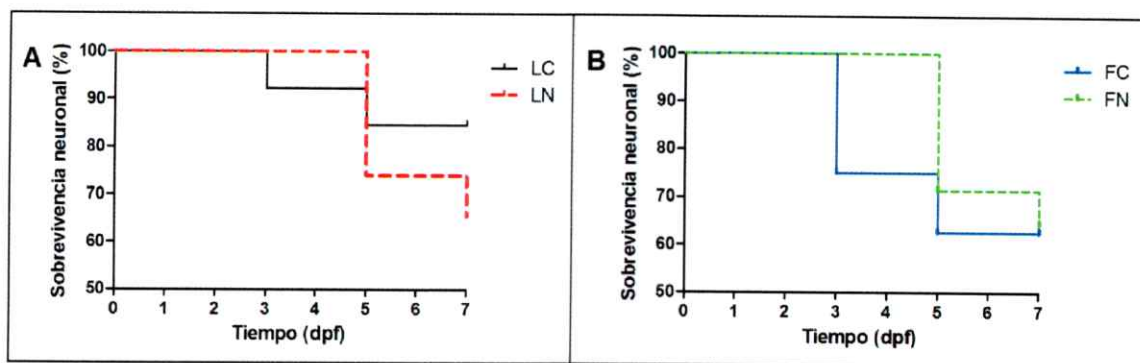 A
Sobrevivencia neuronal (%)
100
90
80
70
60
50
0 1 2 3 4 5 6 7
Tiempo (dpf)
LC
LN
B
Sobrevivencia neuronal (%)
100
90
80
70
60
50
0 1 2 3 4 5 6 7
Tiempo (dpf)
FC
FN